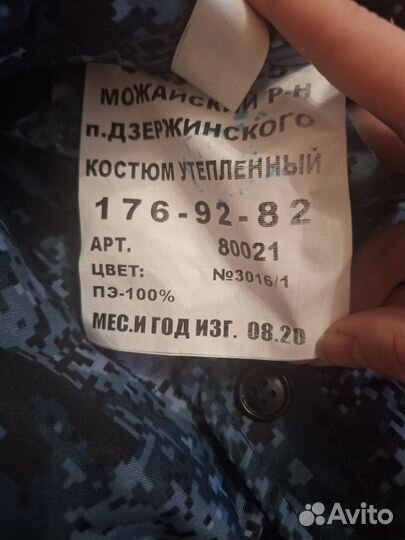 МОЖАЙСКИЙ Р-Н
п.ДЗЕРЖИНСКОГО
КОСТЮМ УТЕПЛЕННЫЙ
176-92-82
АРТ. 80021
ЦВЕТ: №3016/1
ПЭ-100%
МЕС.И ГОД ИЗГ. 08.20
Avito